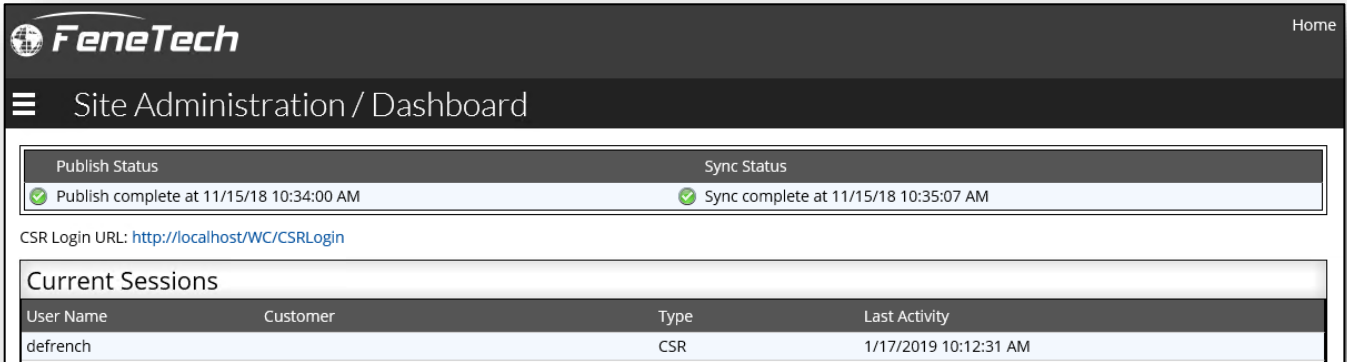 FeneTech
Home
Site Administration / Dashboard
Publish Status Sync Status
Publish complete at 11/15/18 10:34:00 AM Sync complete at 11/15/18 10:35:07 AM
CSR Login URL: http://localhost/WC/CSRLogin
Current Sessions
User Name Customer Type Last Activity
defrench CSR 1/17/2019 10:12:31 AM